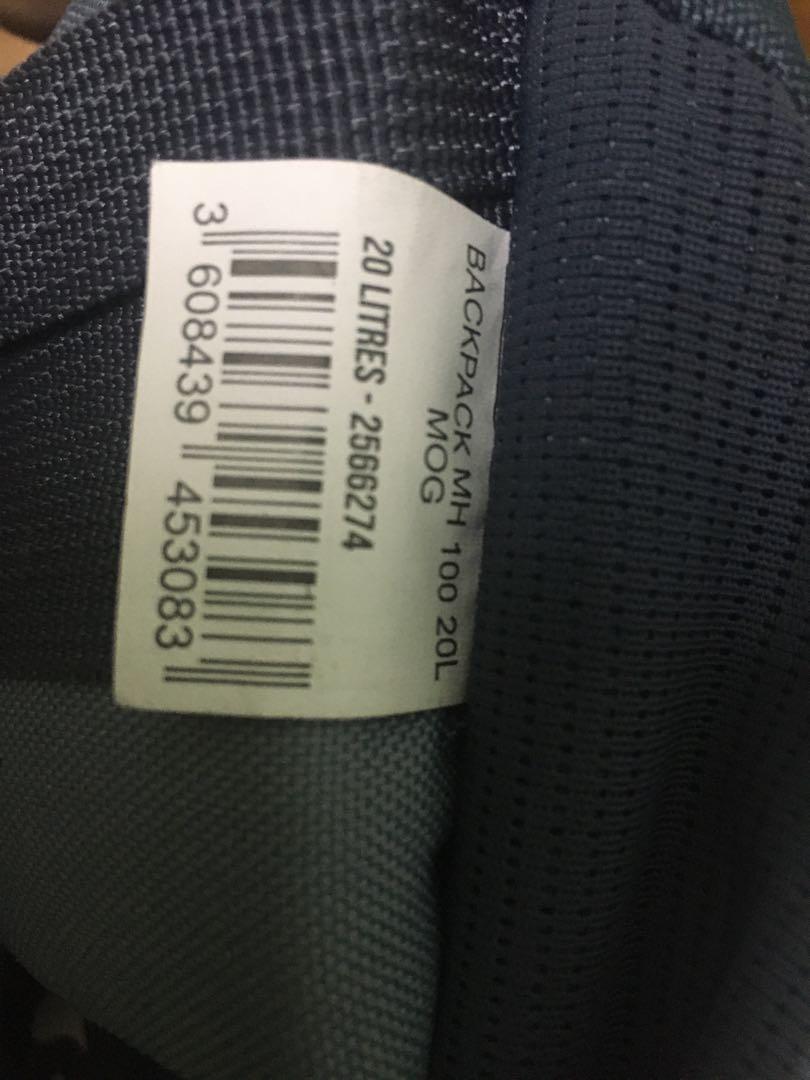 BACKPACK MH 100 20L
MOG
20 LITRES - 2566274
3 608439 453083